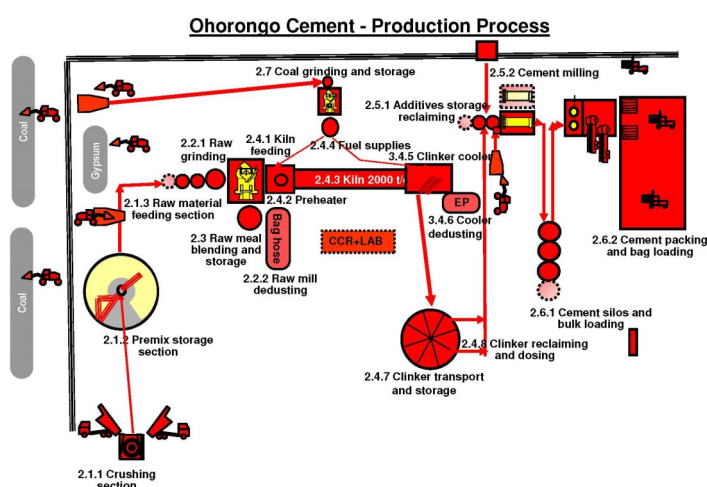 Ohorongo Cement - Production Process
2.7 Coal grinding and storage
2.5.2 Cement milling
Coal
2.5.1 Additives storage
reclaiming
Gypsum
2.2.1 Raw
grinding
2.4.1 Kiln
feeding
2.4.4 Fuel supplies
3.4.5 Clinker cooler
2.4.3 Kiln 2000 t/
2.1.3 Raw material
feeding section
2.4.2 Preheater
EP
3.4.6 Cooler
dedusting
2.3 Raw meal
blending and
storage
Bag hose
CCR+LAB
2.6.2 Cement packing
and bag loading
2.2.2 Raw mill
dedusting
Coal
2.6.1 Cement silos and
bulk loading
2.1.2 Premix storage
section
2.4.8 Clinker reclaiming
and dosing
2.4.7 Clinker transport
and storage
2.1.1 Crushing
section